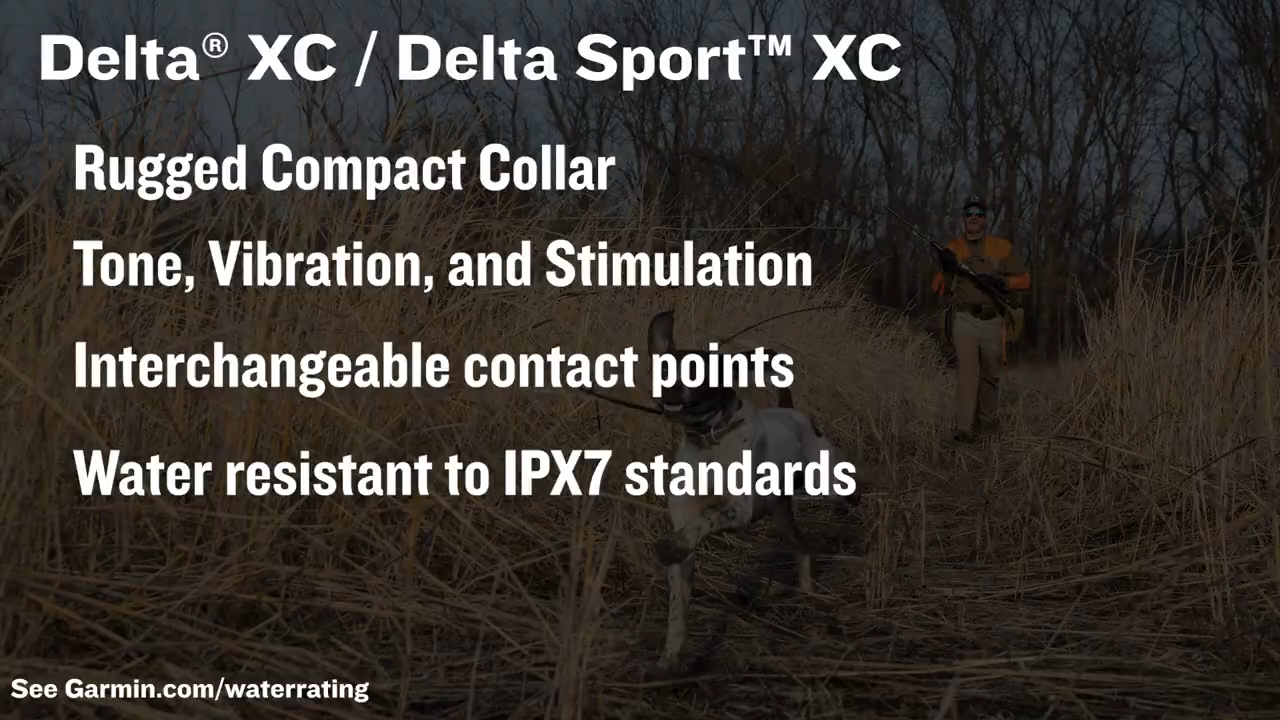 Delta® XC / Delta Sport™ XC
Rugged Compact Collar
Tone, Vibration, and Stimulation
Interchangeable contact points
Water resistant to IPX7 standards
See Garmin.com/waterrating